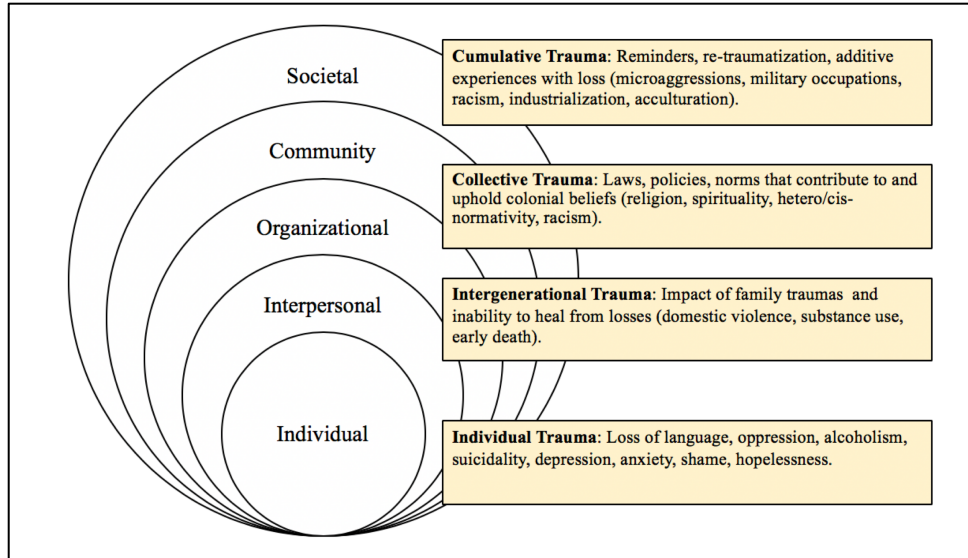 Societal
Community
Organizational
Interpersonal
Individual
Cumulative Trauma: Reminders, re-traumatization, additive
experiences with loss (microaggressions, military occupations,
racism, industrialization, acculturation).
Collective Trauma: Laws, policies, norms that contribute to and
uphold colonial beliefs (religion, spirituality, hetero/cis-
normativity, racism).
Intergenerational Trauma: Impact of family traumas and
inability to heal from losses (domestic violence, substance use,
early death).
Individual Trauma: Loss of language, oppression, alcoholism,
suicidality, depression, anxiety, shame, hopelessness.